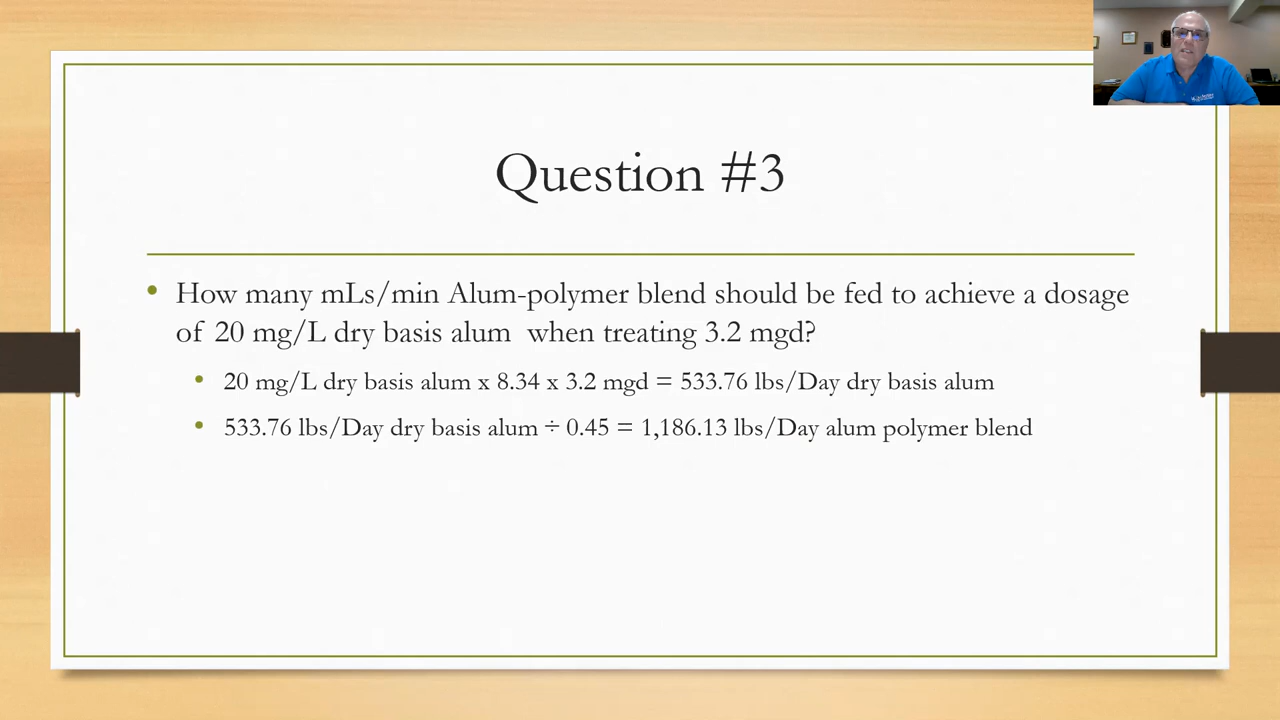 Question #3
• How many mLs/min Alum-polymer blend should be fed to achieve a dosage
of 20 mg/L dry basis alum when treating 3.2 mgd?
• 20 mg/L dry basis alum x 8.34 x 3.2 mgd = 533.76 lbs/Day dry basis alum
• 533.76 lbs/Day dry basis alum ÷ 0.45 = 1,186.13 lbs/Day alum polymer blend